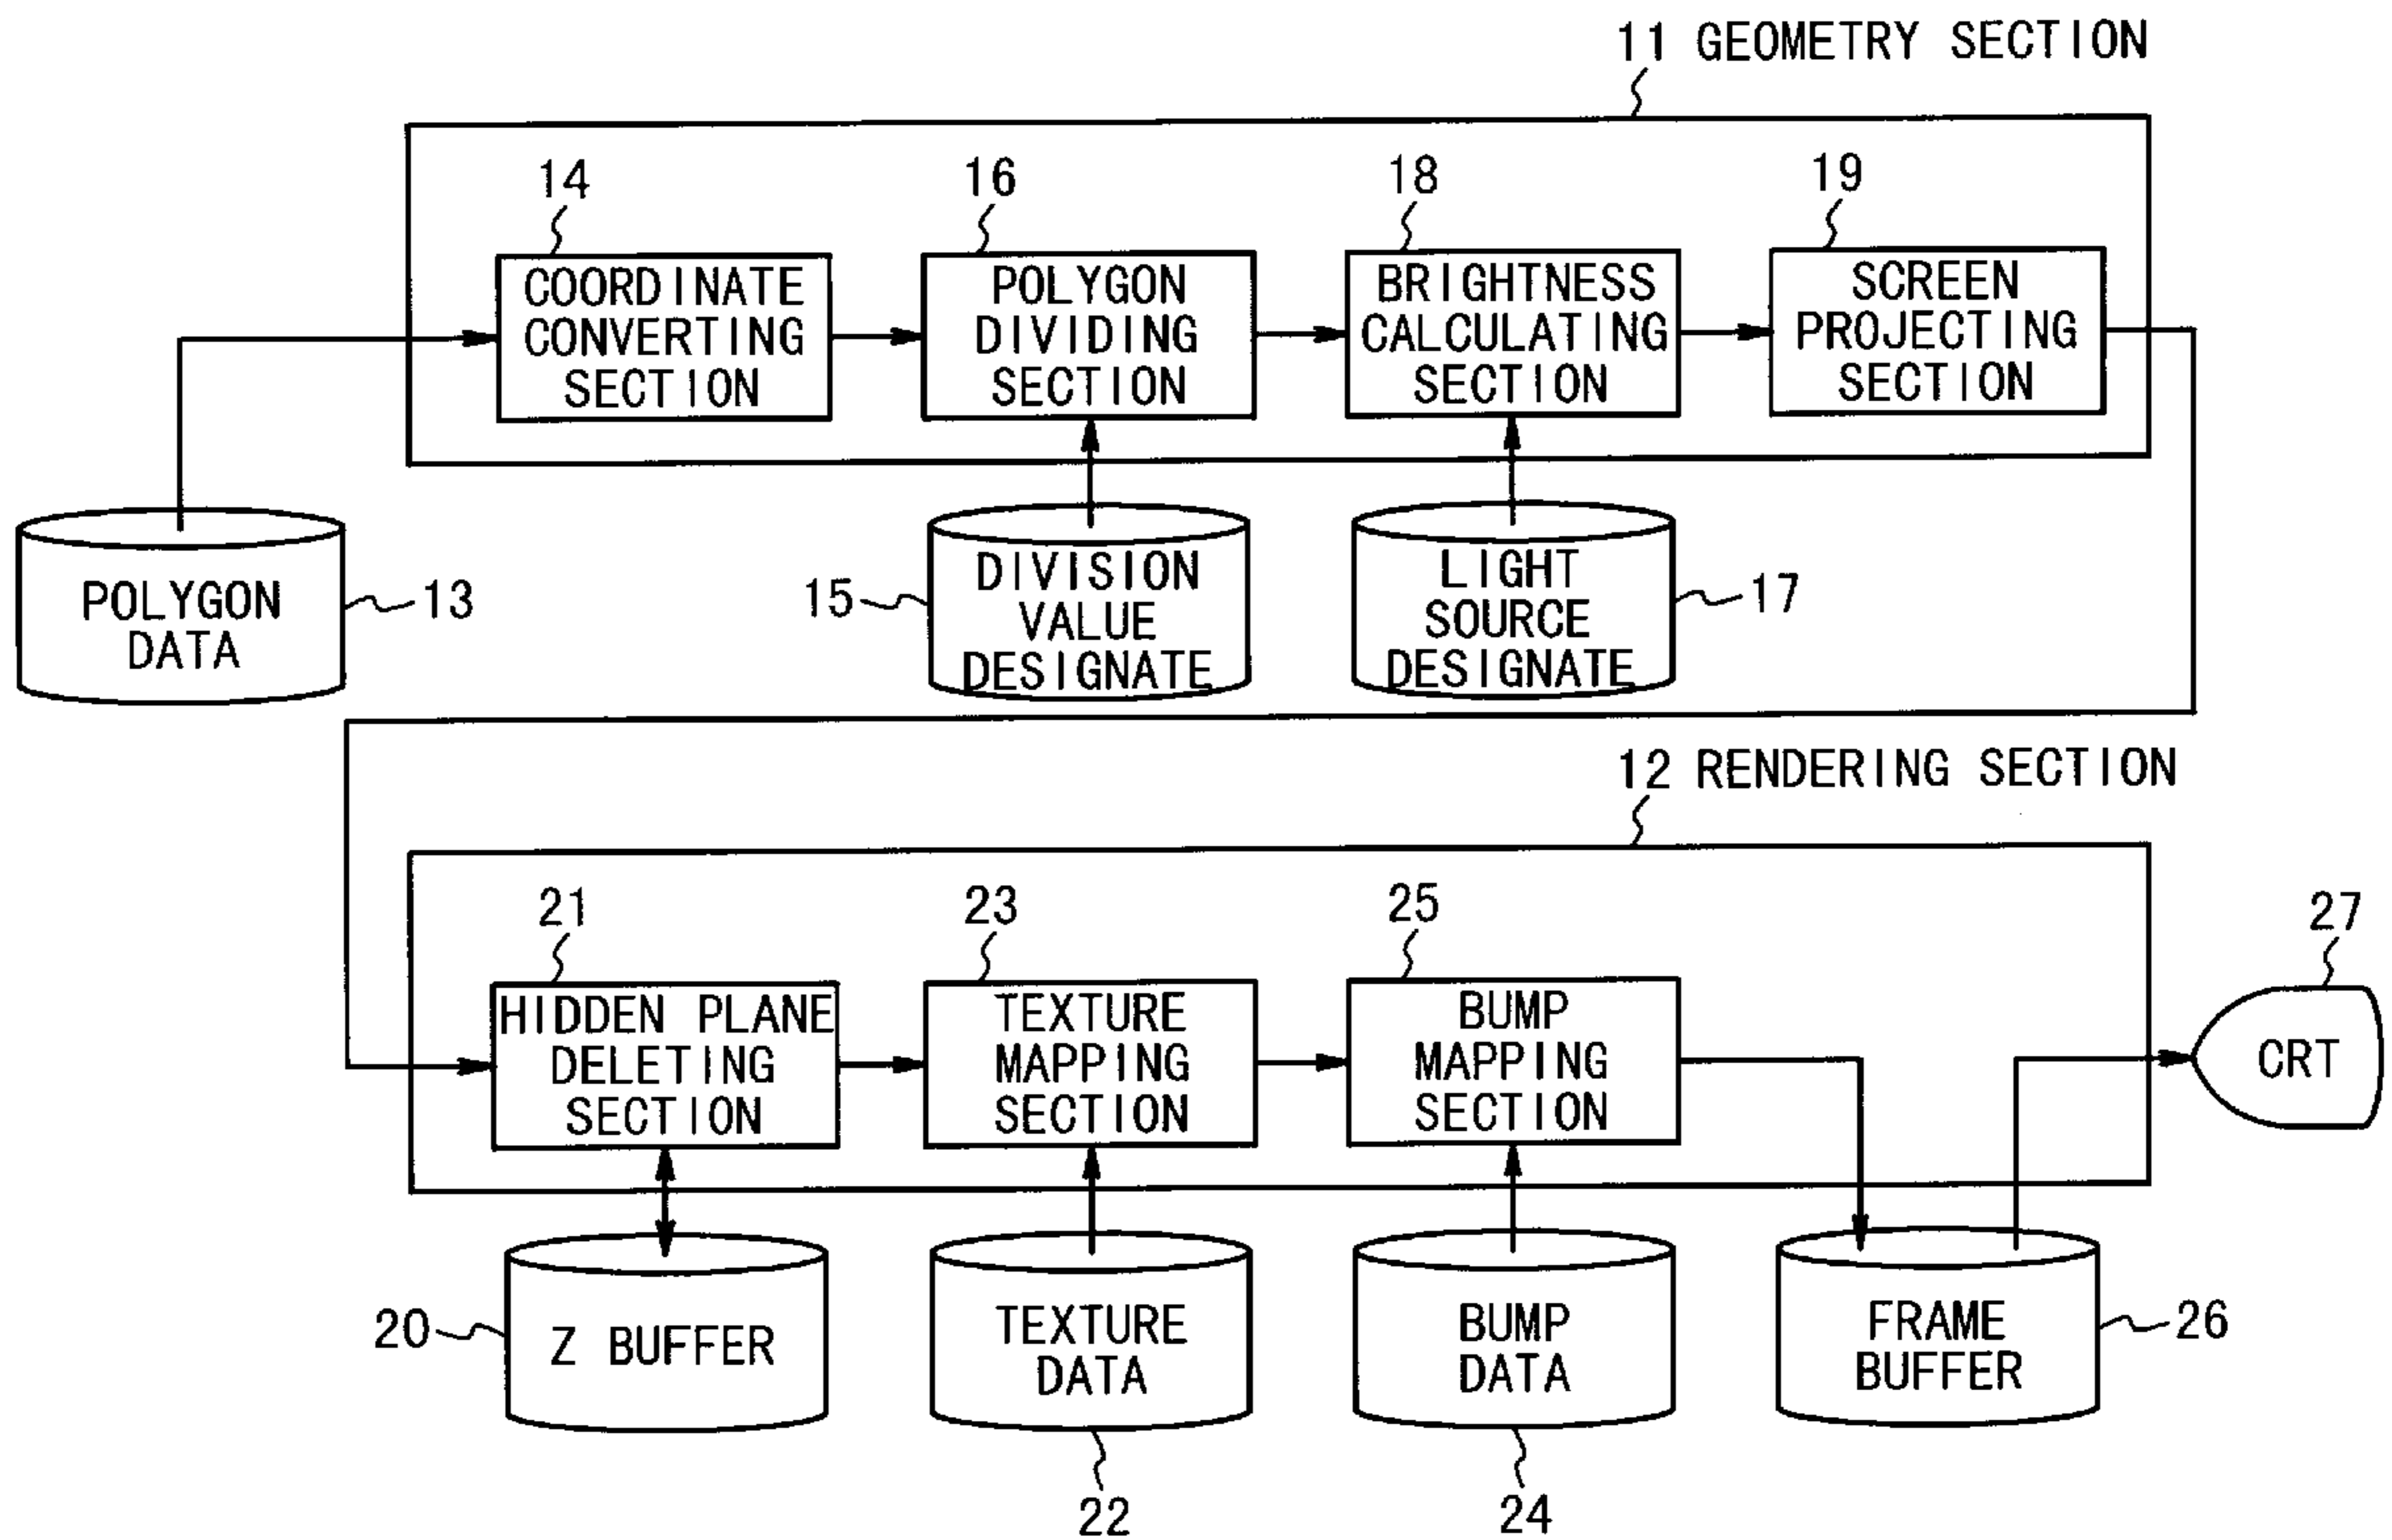 11 GEOMETRY SECTION
14
16
18
19
COORDINATE
CONVERTING
SECTION
POLYGON
DIVIDING
SECTION
BRIGHTNESS
CALCULATING
SECTION
SCREEN
PROJECTING
SECTION
POLYGON
DATA
13
15
DIVISION
VALUE
DESIGNATE
LIGHT
SOURCE
DESIGNATE
17
12 RENDERING SECTION
21
23
25
27
HIDDEN PLANE
DELETING
SECTION
TEXTURE
MAPPING
SECTION
BUMP
MAPPING
SECTION
CRT
20
Z BUFFER
TEXTURE
DATA
BUMP
DATA
FRAME
BUFFER
26
22
24